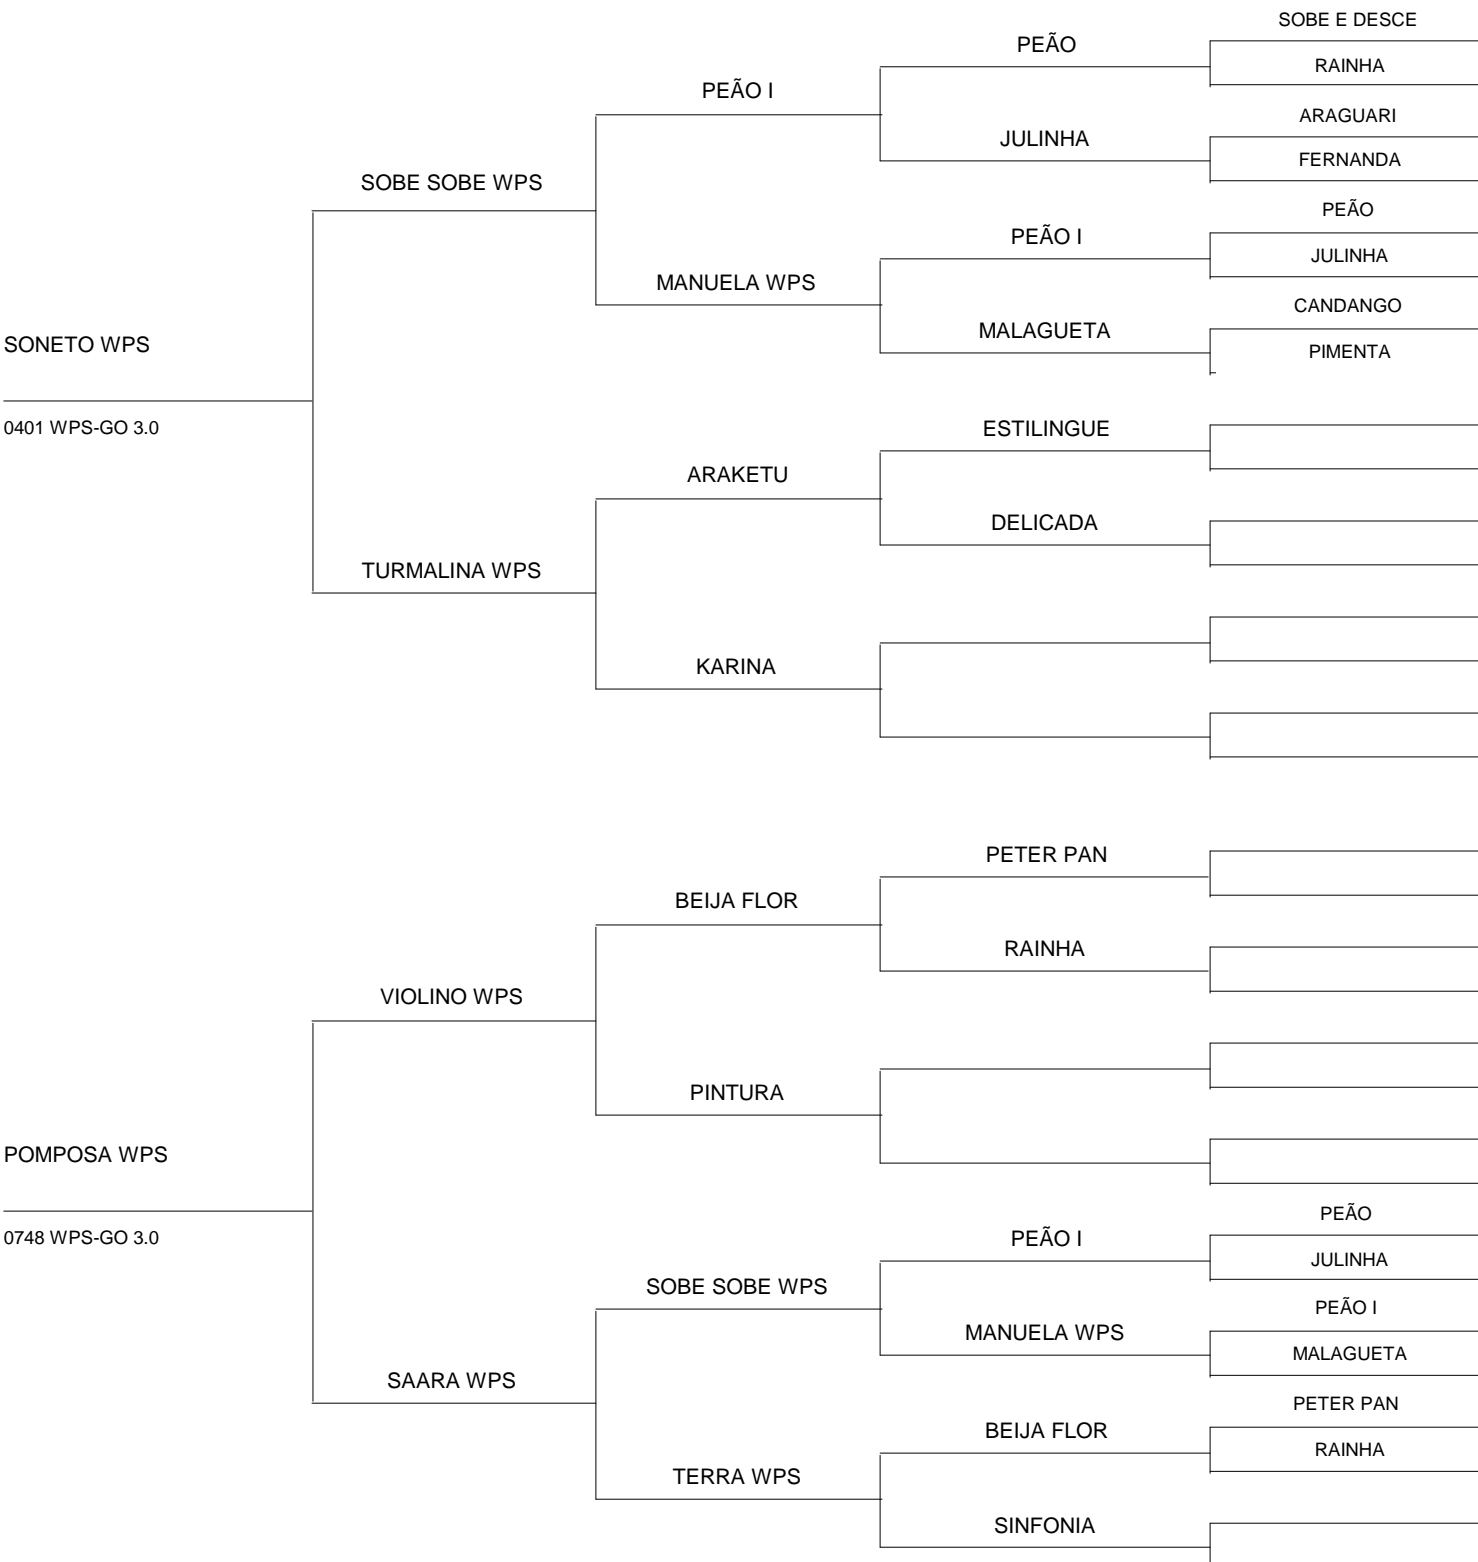 SOBE E DESCE
PEÃO
RAINHA
PEÃO I
ARAGUARI
JULINHA
FERNANDA
SOBE SOBE WPS
PEÃO
PEÃO I
JULINHA
MANUELA WPS
CANDANGO
MALAGUETA
SONETO WPS
PIMENTA
0401 WPS-GO 3.0
ESTILINGUE
ARAKETU
DELICADA
TURMALINA WPS
KARINA
PETER PAN
BEIJA FLOR
RAINHA
VIOLINO WPS
PINTURA
POMPOSA WPS
PEÃO
0748 WPS-GO 3.0
PEÃO I
JULINHA
SOBE SOBE WPS
PEÃO I
MANUELA WPS
MALAGUETA
SAARA WPS
PETER PAN
BEIJA FLOR
RAINHA
TERRA WPS
SINFONIA